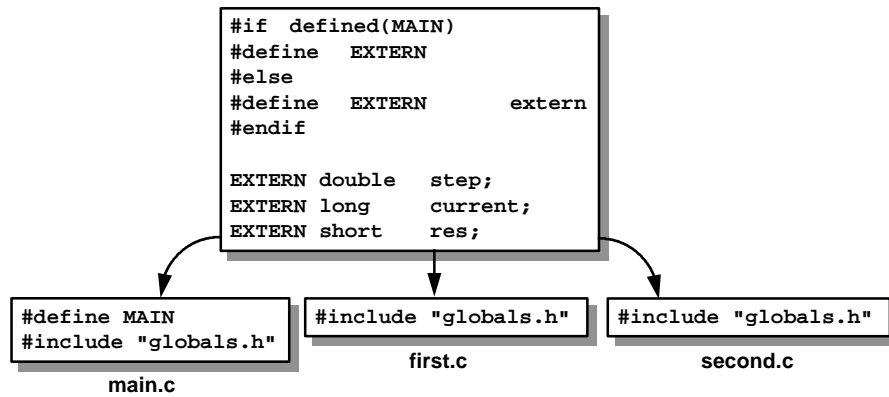 #if defined(MAIN)
#define EXTERN
#else
#define EXTERN extern
#endif
EXTERN double step;
EXTERN long current;
EXTERN short res;
#define MAIN
#include "globals.h"
main.c
#include "globals.h"
first.c
#include "globals.h"
second.c